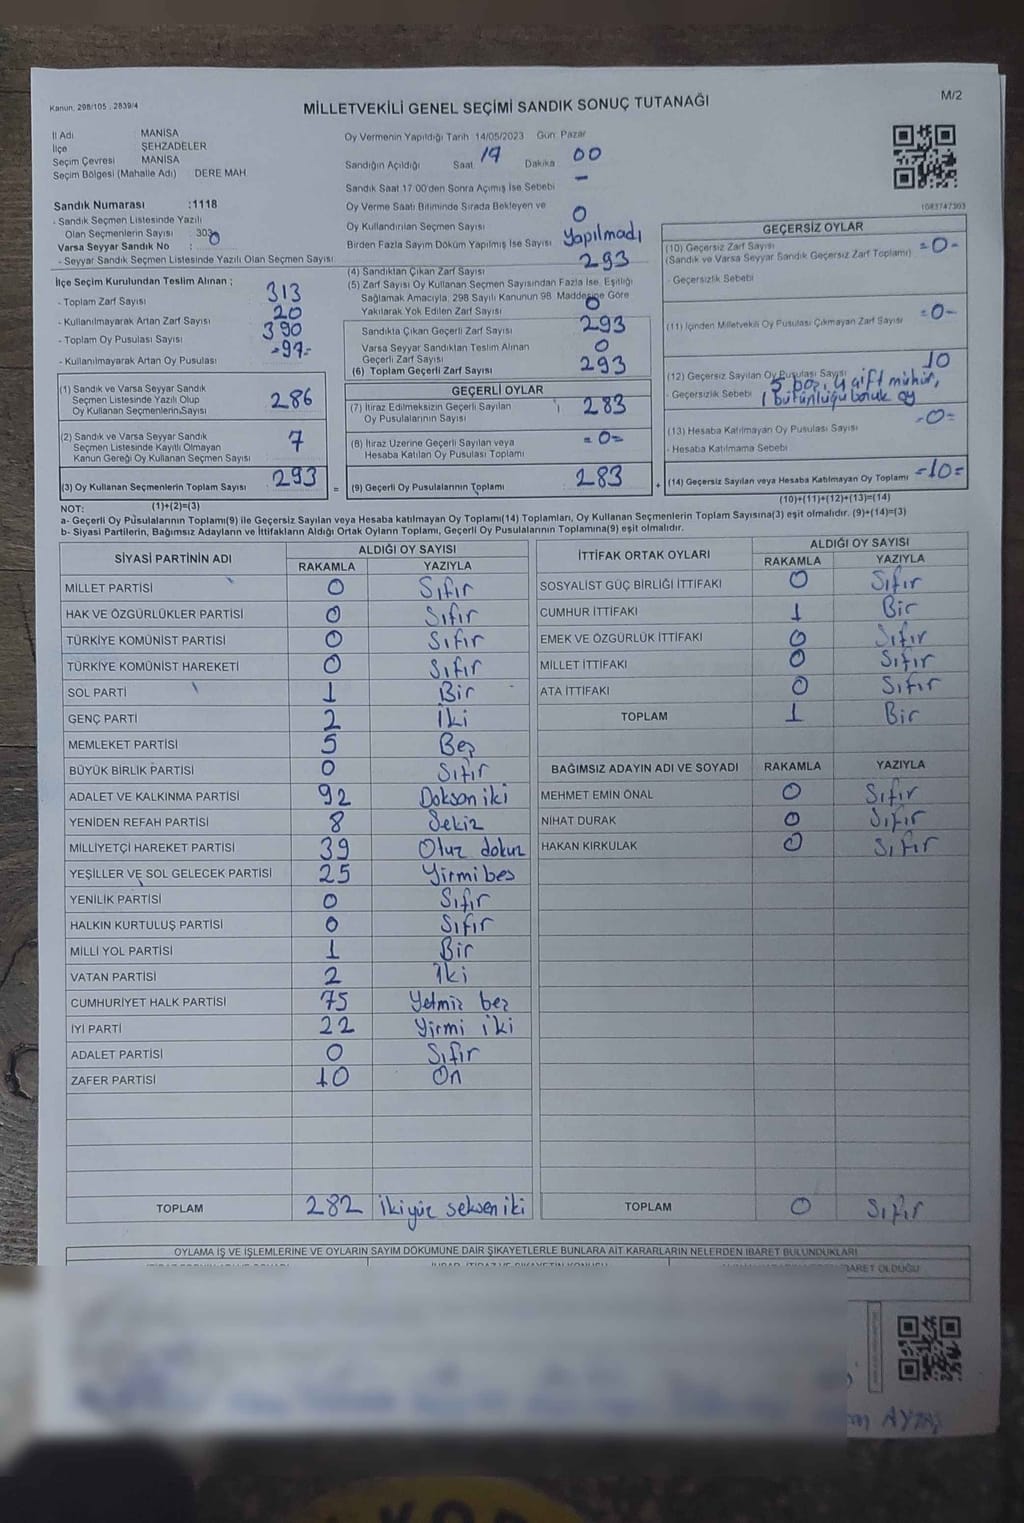 Kanun: 298/105 , 2839/4
MİLLETVEKİLİ GENEL SEÇİMİ SANDIK SONUÇ TUTANAĞI
M/2
İl Adı MANİSA
İlçe ŞEHZADELER
Seçim Çevresi MANİSA
Seçim Bölgesi (Mahalle Adı) DERE MAH.
Oy Vermenin Yapıldığı Tarih 14/05/2023 Gün: Pazar
Sandığın Açıldığı Saat 19 Dakika 00
Sandık Saat 17 00'den Sonra Açımış İse Sebebi -
Oy Verme Saati Bitiminde Sırada Bekleyen ve
Oy Kullandırılan Seçmen Sayısı 0
Birden Fazla Sayım Döküm Yapılmış İse Sayısı Yapılmadı
1083747303
Sandık Numarası :1118
- Sandık Seçmen Listesinde Yazılı
Olan Seçmenlerin Sayısı
Varsa Seyyar Sandık No : 0
- Seyyar Sandık Seçmen Listesinde Yazılı Olan Seçmen Sayısı
İlçe Seçim Kurulundan Teslim Alınan ;
- Toplam Zarf Sayısı 313
- Kullanılmayarak Artan Zarf Sayısı 20
- Toplam Oy Pusulası Sayısı 390
- Kullanılmayarak Artan Oy Pusulası -97-
(1) Sandık ve Varsa Seyyar Sandık
Seçmen Listesinde Yazılı Olup
Oy Kullanan Seçmenlerin Sayısı 286
(2) Sandık ve Varsa Seyyar Sandık
Seçmen Listesinde Kayıtlı Olmayan
Kanun Gereği Oy Kullanan Seçmen Sayısı 7
(3) Oy Kullanan Seçmenlerin Toplam Sayısı 293 =
(1)+(2)=(3)
(4) Sandıktan Çıkan Zarf Sayısı 293
(5) Zarf Sayısı Oy Kullanan Seçmen Sayısından Fazla İse, Eşitliği
Sağlamak Amacıyla, 298 Sayılı Kanunun 98. Maddesine Göre
Yakılarak Yok Edilen Zarf Sayısı 0
Sandıkta Çıkan Geçerli Zarf Sayısı 293
Varsa Seyyar Sandıktan Teslim Alınan
Geçerli Zarf Sayısı 0
(6) Toplam Geçerli Zarf Sayısı 293
GEÇERLİ OYLAR
(7) İtiraz Edilmeksizin Geçerli Sayılan
Oy Pusulalarının Sayısı 283
(8) İtiraz Üzerine Geçerli Sayılan veya
Hesaba Katılan Oy Pusulası Toplamı =0=
(9) Geçerli Oy Pusulalarının Toplamı 283 +
GEÇERSİZ OYLAR
(10) Geçersiz Zarf Sayısı
(Sandık ve Varsa Seyyar Sandık Geçersiz Zarf Toplamı) =0-
- Geçersizlik Sebebi
(11) İçinden Milletvekili Oy Pusulası Çıkmayan Zarf Sayısı =0-
(12) Geçersiz Sayılan Oy Pusulası Sayısı 10
- Geçersizlik Sebebi 5 boş, 4 çift mühür,
1 bütünlüğü bozuk oy
(13) Hesaba Katılmayan Oy Pusulası Sayısı -0-
- Hesaba Katılmama Sebebi
(14) Geçersiz Sayılan veya Hesaba Katılmayan Oy Toplamı =10=
(10)+(11)+(12)+(13)=(14)
NOT:
a- Geçerli Oy Pusulalarının Toplamı(9) ile Geçersiz Sayılan veya Hesaba katılmayan Oy Toplamı(14) Toplamları, Oy Kullanan Seçmenlerin Toplam Sayısına(3) eşit olmalıdır. (9)+(14)=(3)
b- Siyasi Partilerin, Bağımsız Adayların ve İttifakların Aldığı Ortak Oyların Toplamı, Geçerli Oy Pusulalarının Toplamına(9) eşit olmalıdır.
SİYASİ PARTİNİN ADI ALDIĞI OY SAYISI
RAKAMLA YAZIYLA
MİLLET PARTİSİ 0 Sıfır
HAK VE ÖZGÜRLÜKLER PARTİSİ 0 Sıfır
TÜRKİYE KOMÜNİST PARTİSİ 0 Sıfır
TÜRKİYE KOMÜNİST HAREKETİ 0 Sıfır
SOL PARTİ 1 Bir
GENÇ PARTİ 2 İki
MEMLEKET PARTİSİ 5 Beş
BÜYÜK BİRLİK PARTİSİ 0 Sıfır
ADALET VE KALKINMA PARTİSİ 92 Doksan iki
YENİDEN REFAH PARTİSİ 8 Sekiz
MİLLİYETÇİ HAREKET PARTİSİ 39 Otuz dokuz
YEŞİLLER VE SOL GELECEK PARTİSİ 25 Yirmi beş
YENİLİK PARTİSİ 0 Sıfır
HALKIN KURTULUŞ PARTİSİ 0 Sıfır
MİLLİ YOL PARTİSİ 1 Bir
VATAN PARTİSİ 2 İki
CUMHURİYET HALK PARTİSİ 75 Yetmiş beş
İYİ PARTİ 22 Yirmi iki
ADALET PARTİSİ 0 Sıfır
ZAFER PARTİSİ 10 On
TOPLAM 282 İkiyüz seksen iki
İTTİFAK ORTAK OYLARI ALDIĞI OY SAYISI
RAKAMLA YAZIYLA
SOSYALİST GÜÇ BİRLİĞİ İTTİFAKI 0 Sıfır
CUMHUR İTTİFAKI 1 Bir
EMEK VE ÖZGÜRLÜK İTTİFAKI 0 Sıfır
MİLLET İTTİFAKI 0 Sıfır
ATA İTTİFAKI 0 Sıfır
TOPLAM 1 Bir
BAĞIMSIZ ADAYIN ADI VE SOYADI RAKAMLA YAZIYLA
MEHMET EMİN ÖNAL 0 Sıfır
NİHAT DURAK 0 Sıfır
HAKAN KIRKULAK 0 Sıfır
TOPLAM 0 Sıfır
OYLAMA İŞ VE İŞLEMLERİNE VE OYLARIN SAYIM DÖKÜMÜNE DAİR ŞİKAYETLERLE BUNLARA AİT KARARLARIN NELERDEN İBARET BULUNDUKLARI